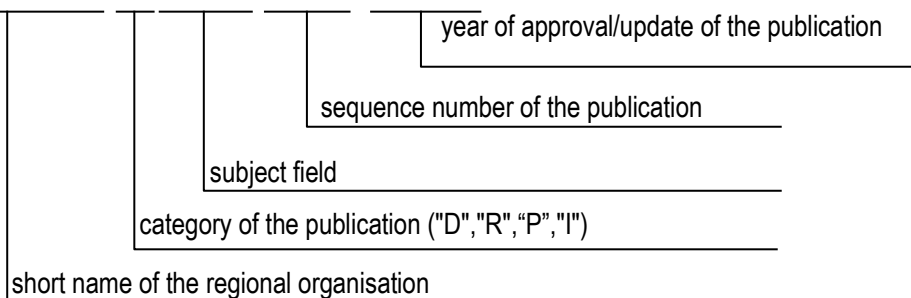 year of approval/update of the publication
sequence number of the publication
subject field
category of the publication ("D","R",“P”,"I")
short name of the regional organisation